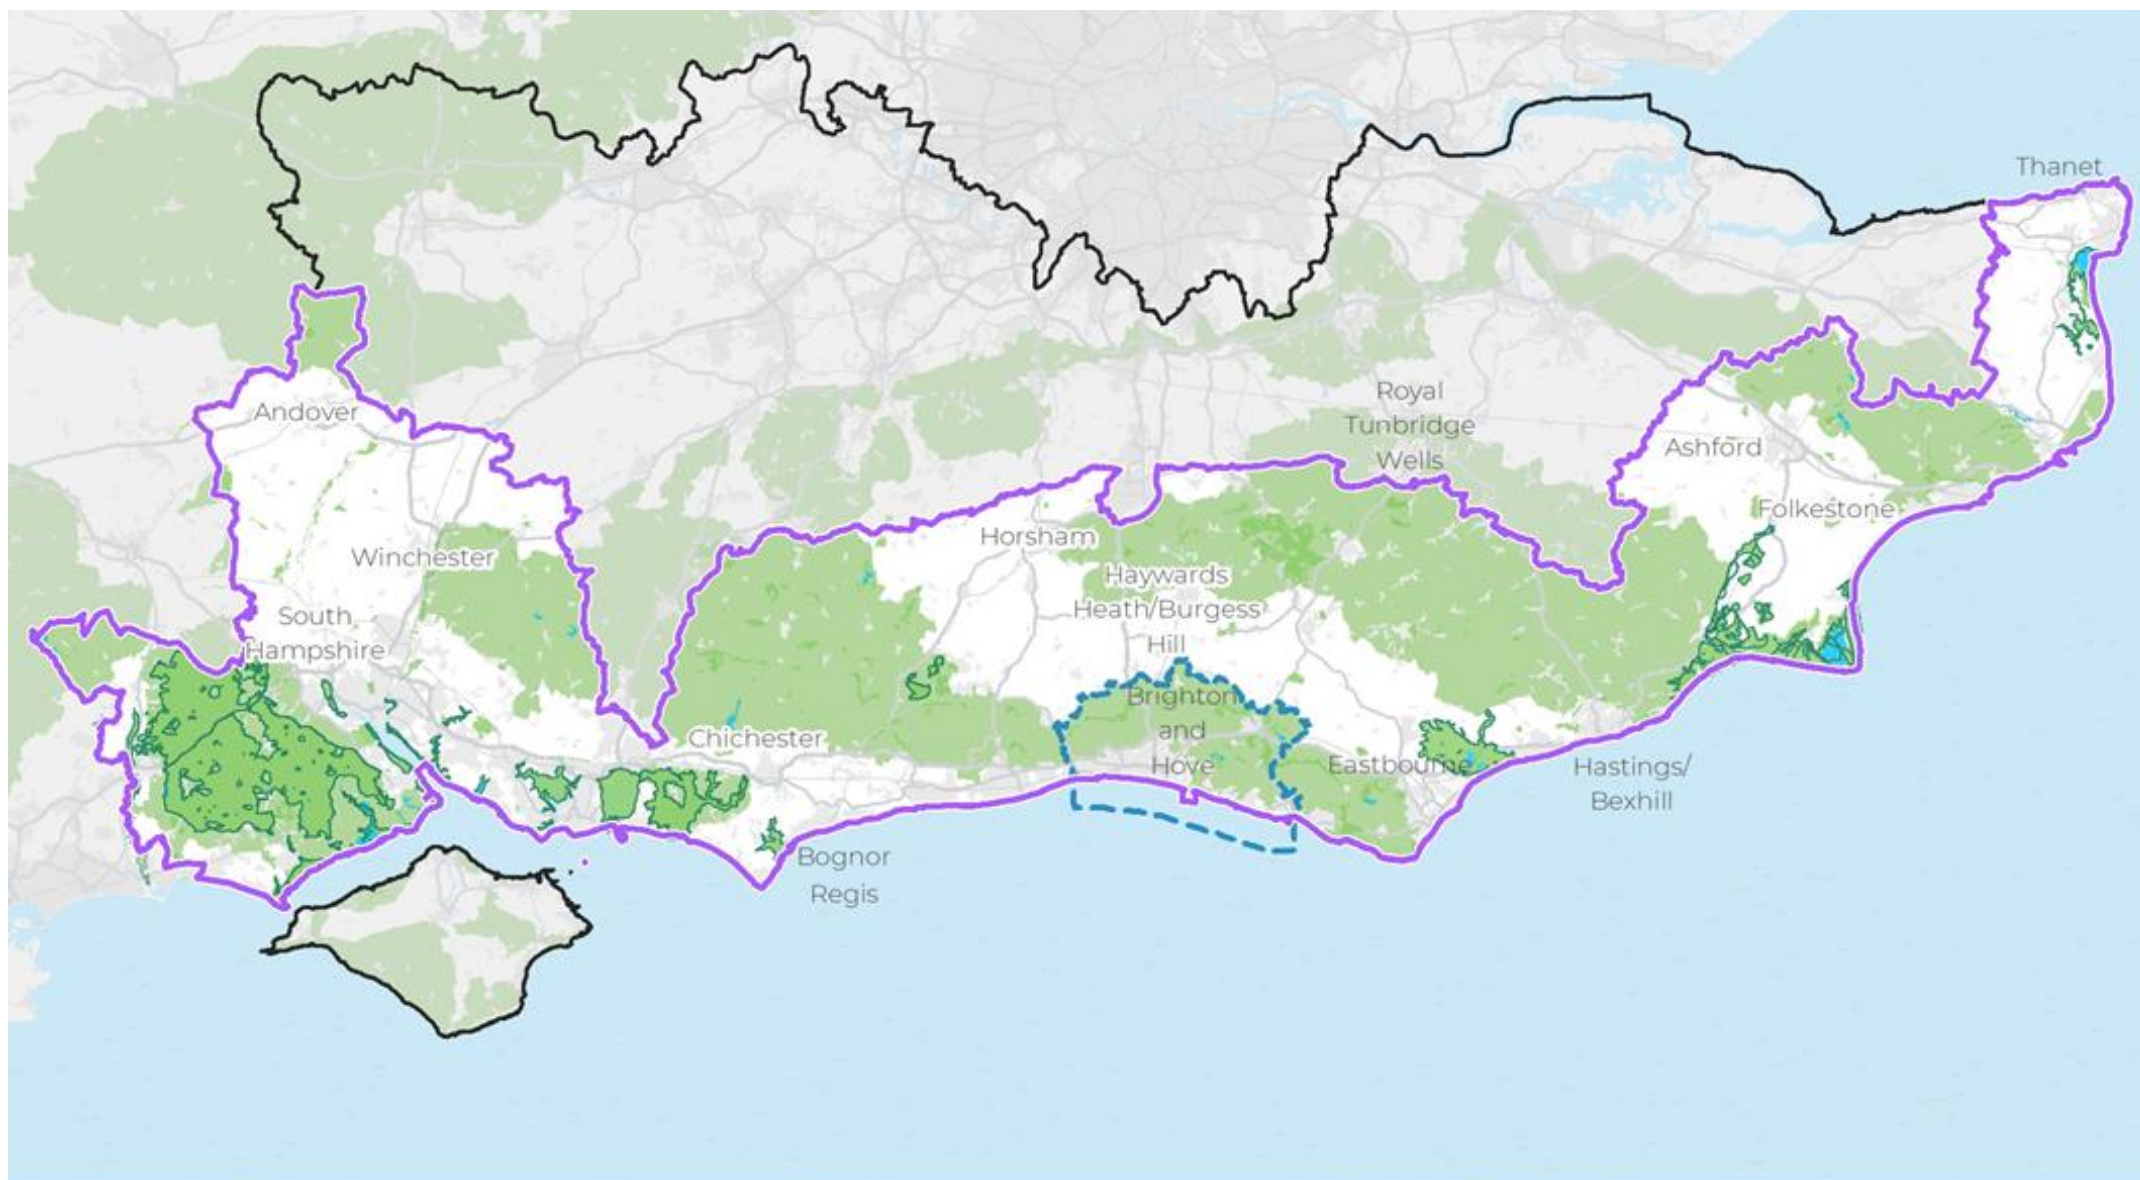 Thanet
Royal
Tunbridge
Wells
Andover
Ashford
Folkestone
Horsham
Winchester
Haywards
Heath/Burgess
Hill
South
Hampshire
Brighton
and
Hove
Chichester
Eastbourne
Hastings/
Bexhill
Bognor
Regis